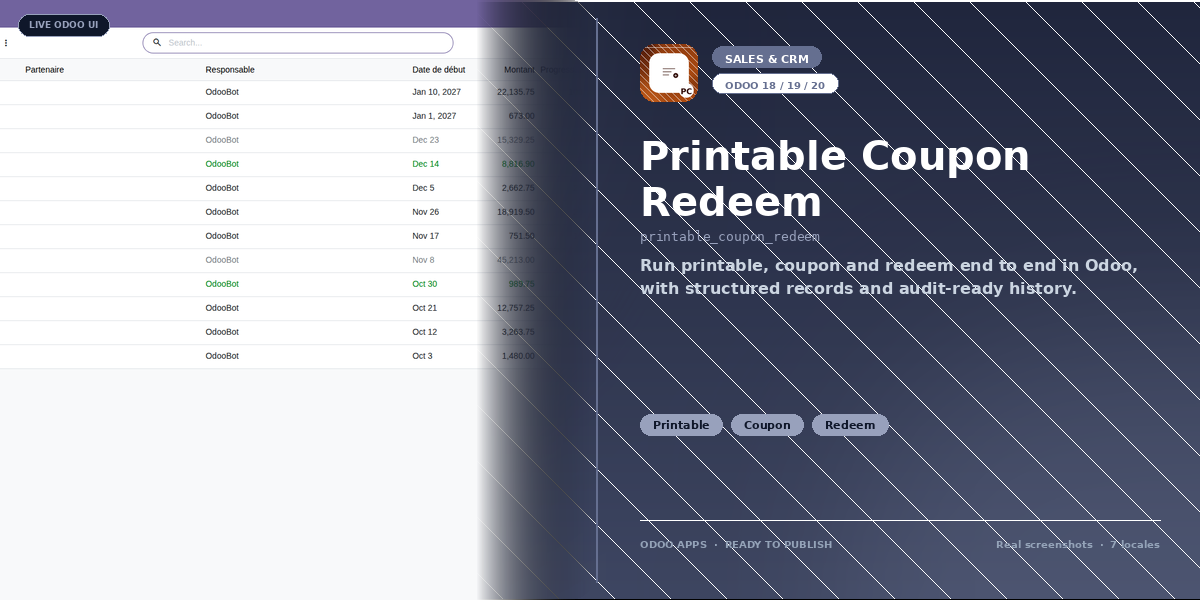 LIVE ODOO UI
Search...
Partenaire Responsable Date de début Montant
OdooBot Jan 10, 2027 22,135.75
OdooBot Jan 1, 2027 673.00
OdooBot Dec 23 15,329.25
OdooBot Dec 14 8,816.90
OdooBot Dec 5 2,662.75
OdooBot Nov 26 18,919.50
OdooBot Nov 17 751.50
OdooBot Nov 8 45,213.00
OdooBot Oct 30 989.75
OdooBot Oct 21 12,757.25
OdooBot Oct 12 3,263.75
OdooBot Oct 3 1,480.00
PC
SALES & CRM
ODOO 18 / 19 / 20
Printable Coupon
Redeem
printable_coupon_redeem
Run printable, coupon and redeem end to end in Odoo,
with structured records and audit-ready history.
Printable Coupon Redeem
ODOO APPS · READY TO PUBLISH
Real screenshots · 7 locales